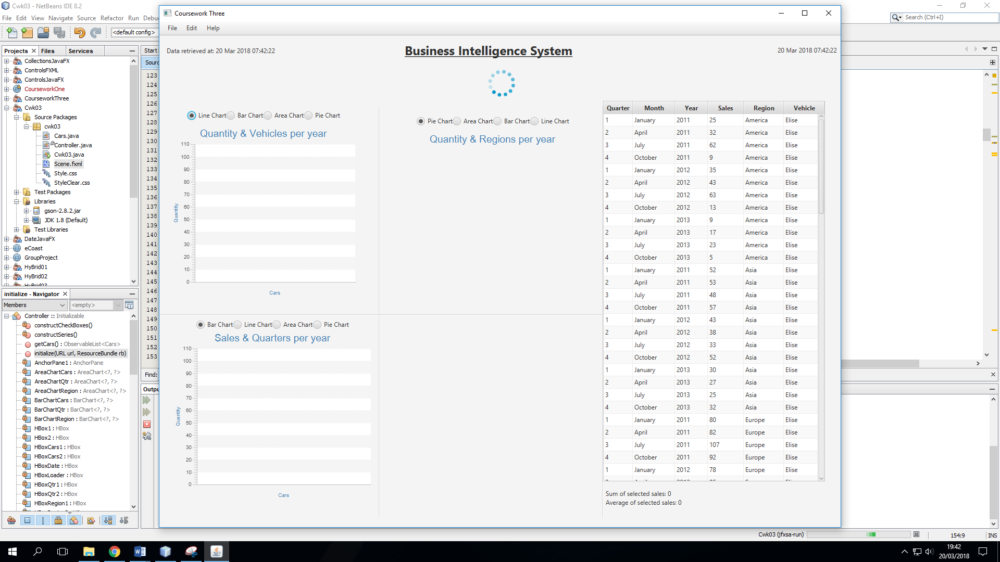 Cwk03 - NetBeans IDE 8.2
File Edit View Navigate Source Refactor Run
Search (Ctrl+I)
<default config>
Projects Files Services
CollectionsJavaFX
ControlsFXML
ControlsJavaFX
CourseworkOne
CourseworkThree
Cwk03
Source Packages
cwk03
Cars.java
Controller.java
Cwk03.java
Scene.fxml
Style.css
StyleClear.css
Test Packages
Libraries
gson-2.8.2.jar
JDK 1.8 (Default)
Test Libraries
DateJavaFX
eCoast
GroupProject
HyBrid01
HyBrid02
initialize - Navigator
Members <empty>
Controller :: Initializable
constructCheckBoxes()
constructSeries()
getCars() : ObservableList<Cars>
initialize(URL url, ResourceBundle rb)
AnchorPane1 : AnchorPane
AreaChartCars : AreaChart<?, ?>
AreaChartQtr : AreaChart<?, ?>
AreaChartRegion : AreaChart<?, ?>
BarChartCars : BarChart<?, ?>
BarChartQtr : BarChart<?, ?>
BarChartRegion : BarChart<?, ?>
HBox1 : HBox
HBox2 : HBox
HBoxCars1 : HBox
HBoxCars2 : HBox
HBoxDate : HBox
HBoxLoader : HBox
HBoxQtr1 : HBox
HBoxQtr2 : HBox
HBoxRegion1 : HBox
Start
123
124
125
126
127
128
129
130
131
132
133
134
135
136
137
138
139
140
141
142
143
144
145
146
147
148
149
150
151
152
153
Find:
Coursework Three
File Edit Help
Data retrieved at: 20 Mar 2018 07:42:22
Business Intelligence System
20 Mar 2018 07:42:22
Line Chart Bar Chart Area Chart Pie Chart
Quantity & Vehicles per year
110
100
90
80
70
60
50
40
30
20
10
0
Quantity
Cars
Pie Chart Area Chart Bar Chart Line Chart
Quantity & Regions per year
Bar Chart Line Chart Area Chart Pie Chart
Sales & Quarters per year
110
100
90
80
70
60
50
40
30
20
10
0
Quantity
Cars
Quarter Month Year Sales Region Vehicle
1 January 2011 25 America Elise
2 April 2011 32 America Elise
3 July 2011 62 America Elise
4 October 2011 9 America Elise
1 January 2012 35 America Elise
2 April 2012 43 America Elise
3 July 2012 63 America Elise
4 October 2012 13 America Elise
1 January 2013 9 America Elise
2 April 2013 17 America Elise
3 July 2013 23 America Elise
4 October 2013 5 America Elise
1 January 2011 52 Asia Elise
2 April 2011 53 Asia Elise
3 July 2011 48 Asia Elise
4 October 2011 57 Asia Elise
1 January 2012 43 Asia Elise
2 April 2012 38 Asia Elise
3 July 2012 33 Asia Elise
4 October 2012 52 Asia Elise
1 January 2013 30 Asia Elise
2 April 2013 27 Asia Elise
3 July 2013 25 Asia Elise
4 October 2013 32 Asia Elise
1 January 2011 80 Europe Elise
2 April 2011 82 Europe Elise
3 July 2011 107 Europe Elise
4 October 2011 92 Europe Elise
1 January 2012 78 Europe Elise
Sum of selected sales: 0
Average of selected sales: 0
Cwk03 (jfxsa-run)
154:9 INS
19:42
20/03/2018